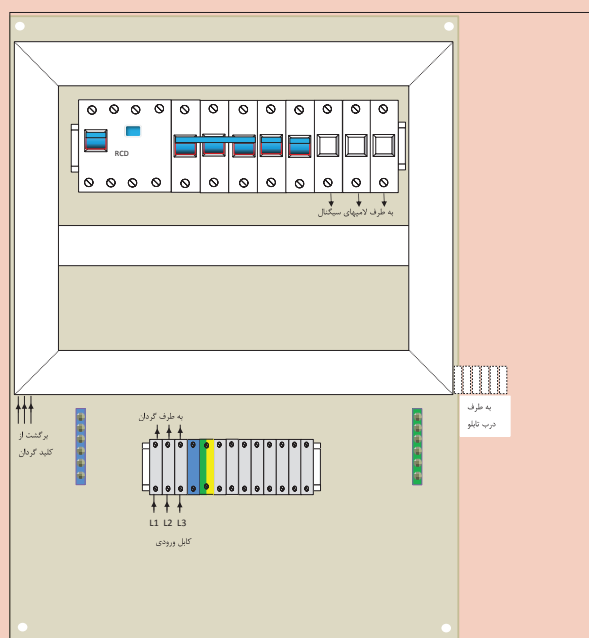 RCD
به طرف لامپهای سیگنال
به طرف
درب تابلو
به طرف گردان
برگشت از
کلید گردان
L1 L2 L3
کابل ورودی